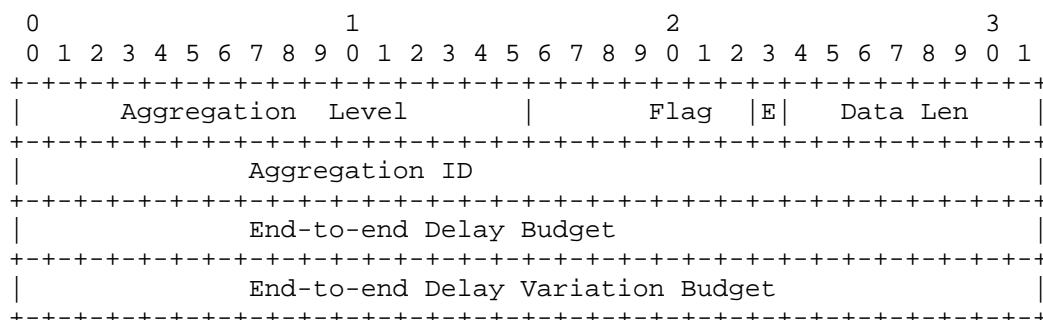 0                   1                   2                   3
 0 1 2 3 4 5 6 7 8 9 0 1 2 3 4 5 6 7 8 9 0 1 2 3 4 5 6 7 8 9 0 1
+-+-+-+-+-+-+-+-+-+-+-+-+-+-+-+-+-+-+-+-+-+-+-+-+-+-+-+-+-+-+-+-+
|      Aggregation  Level       |       Flag  |E|   Data Len    |
+-+-+-+-+-+-+-+-+-+-+-+-+-+-+-+-+-+-+-+-+-+-+-+-+-+-+-+-+-+-+-+-+
|              Aggregation ID                                   |
+-+-+-+-+-+-+-+-+-+-+-+-+-+-+-+-+-+-+-+-+-+-+-+-+-+-+-+-+-+-+-+-+
|              End-to-end Delay Budget                          |
+-+-+-+-+-+-+-+-+-+-+-+-+-+-+-+-+-+-+-+-+-+-+-+-+-+-+-+-+-+-+-+-+
|              End-to-end Delay Variation Budget                |
+-+-+-+-+-+-+-+-+-+-+-+-+-+-+-+-+-+-+-+-+-+-+-+-+-+-+-+-+-+-+-+-+